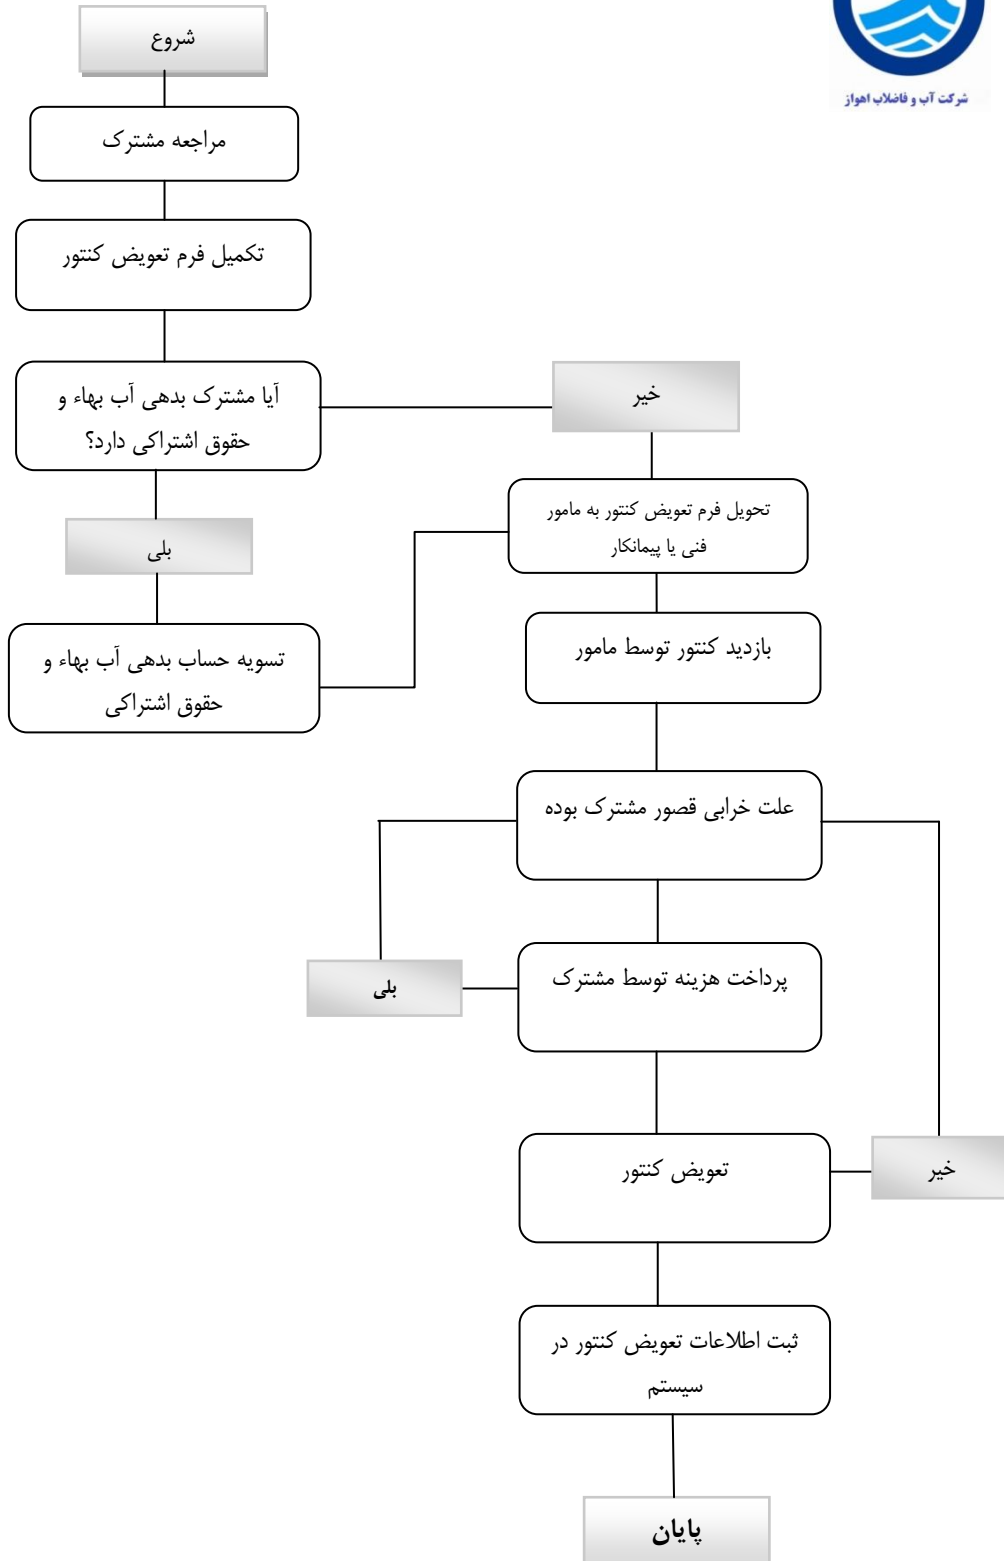 شرکت آب و فاضلاب اهواز
شروع
مراجعه مشترک
تکمیل فرم تعویض کنتور
آیا مشترک بدهی آب بهاء و
حقوق اشتراکی دارد؟
خیر
بلی
تحویل فرم تعویض کنتور به مامور
فنی یا پیمانکار
تسویه حساب بدهی آب بهاء و
حقوق اشتراکی
بازدید کنتور توسط مامور
علت خرابی قصور مشترک بوده
بلی
پرداخت هزینه توسط مشترک
تعویض کنتور
خیر
ثبت اطلاعات تعویض کنتور در
سیستم
پایان